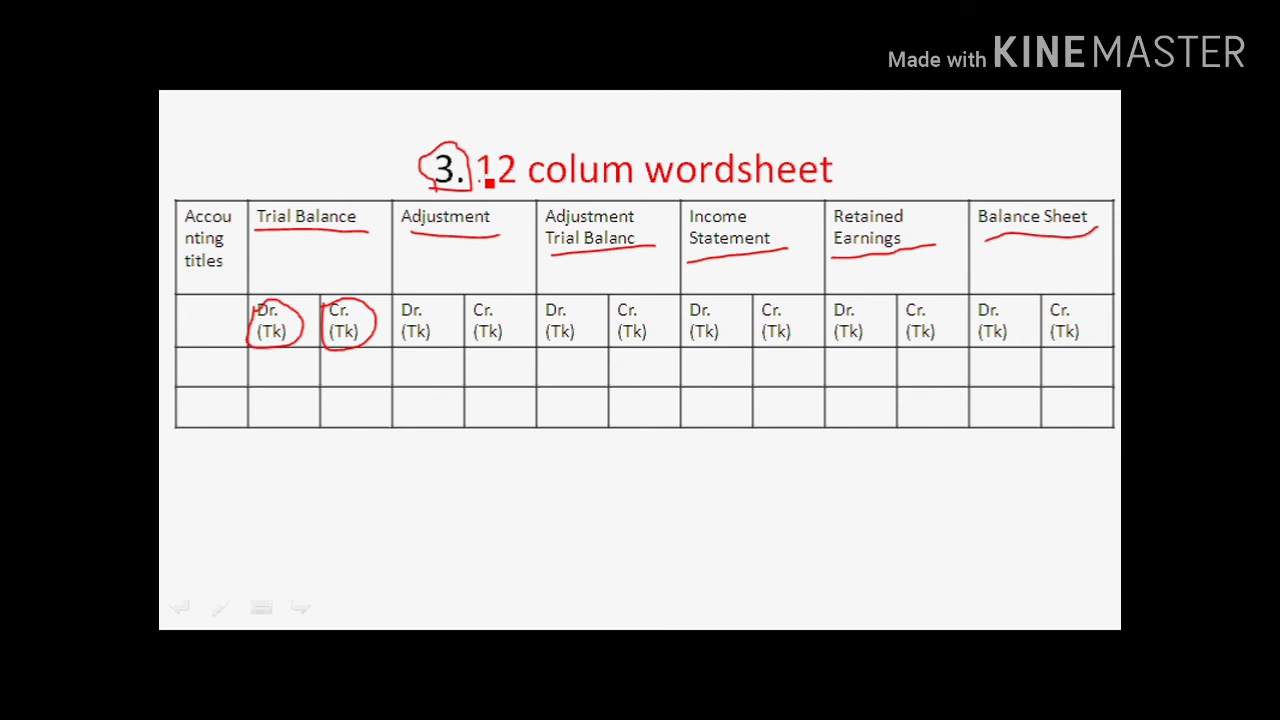 Made with KINEMASTER
3. 12 colum wordsheet
Accou
nting
titles
Trial Balance
Adjustment
Adjustment
Trial Balanc
Income
Statement
Retained
Earnings
Balance Sheet
Dr.
(Tk)
Cr.
(Tk)
Dr.
(Tk)
Cr.
(Tk)
Dr.
(Tk)
Cr.
(Tk)
Dr.
(Tk)
Cr.
(Tk)
Dr.
(Tk)
Cr.
(Tk)
Dr.
(Tk)
Cr.
(Tk)